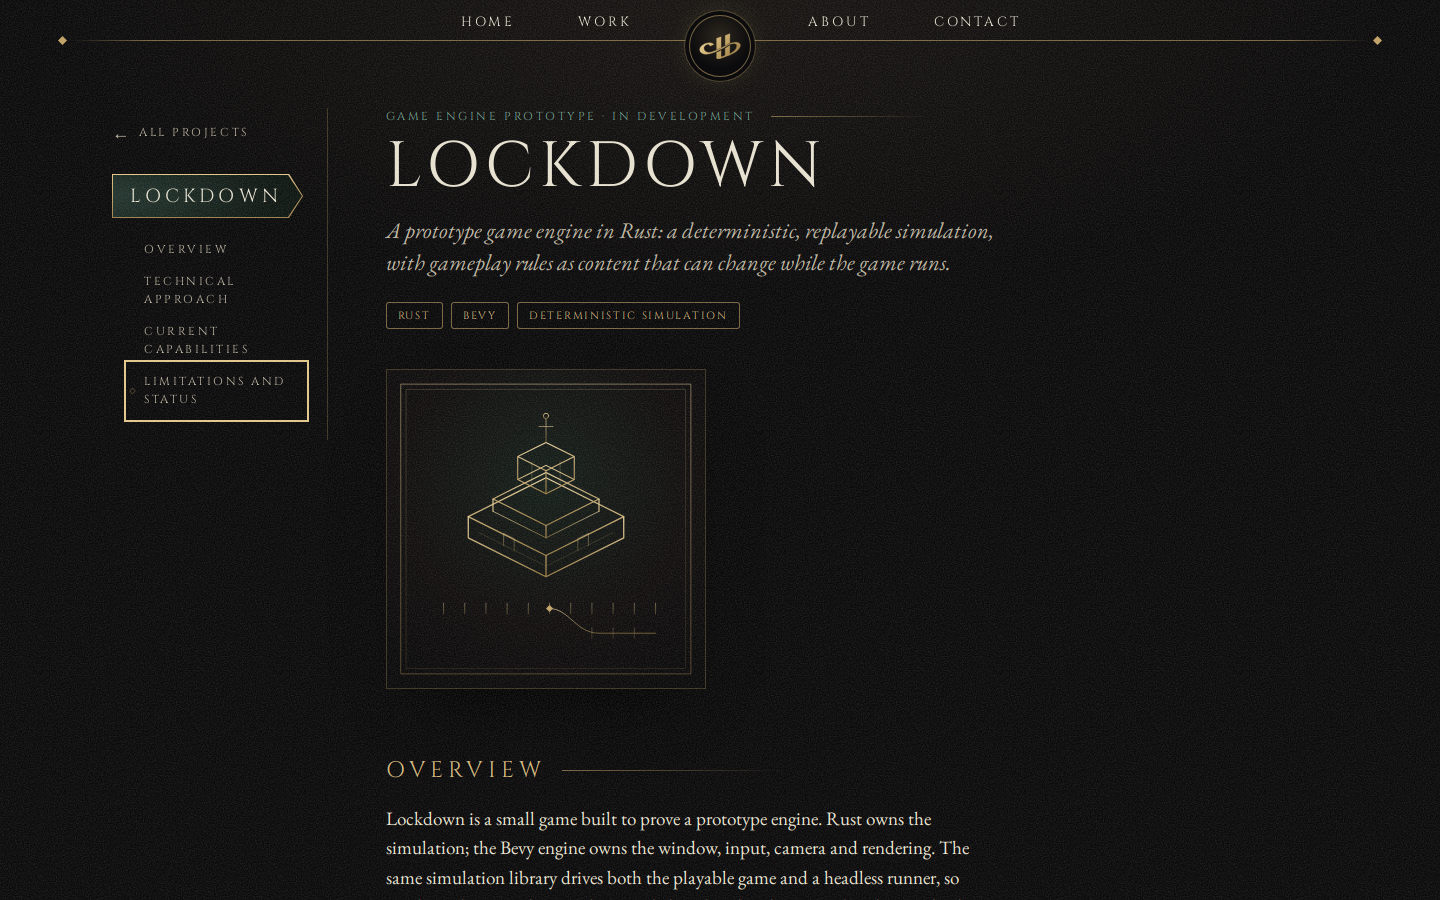 HOME
WORK
ABOUT
CONTACT
← ALL PROJECTS
LOCKDOWN
OVERVIEW
TECHNICAL
APPROACH
CURRENT
CAPABILITIES
LIMITATIONS AND
STATUS
GAME ENGINE PROTOTYPE · IN DEVELOPMENT
LOCKDOWN
A prototype game engine in Rust: a deterministic, replayable simulation,
with gameplay rules as content that can change while the game runs.
RUST
BEVY
DETERMINISTIC SIMULATION
OVERVIEW
Lockdown is a small game built to prove a prototype engine. Rust owns the
simulation; the Bevy engine owns the window, input, camera and rendering. The
same simulation library drives both the playable game and a headless runner, so